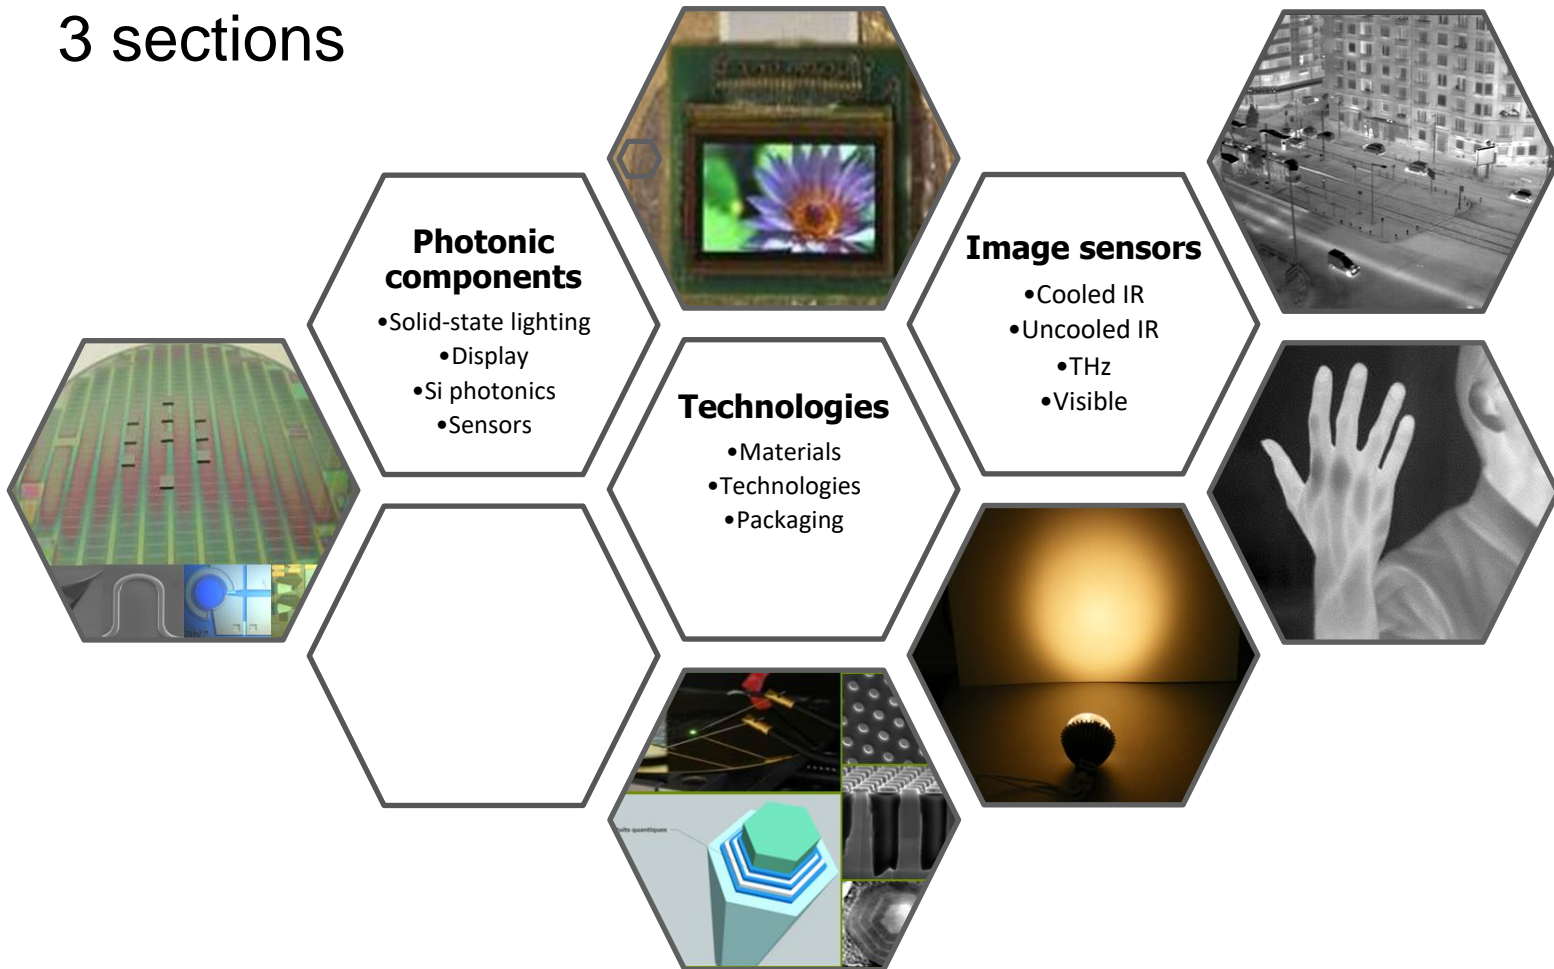 3 sections
Photonic
components
•Solid-state lighting
•Display
•Si photonics
•Sensors
Technologies
•Materials
•Technologies
•Packaging
Image sensors
•Cooled IR
•Uncooled IR
•THz
•Visible
quantiques